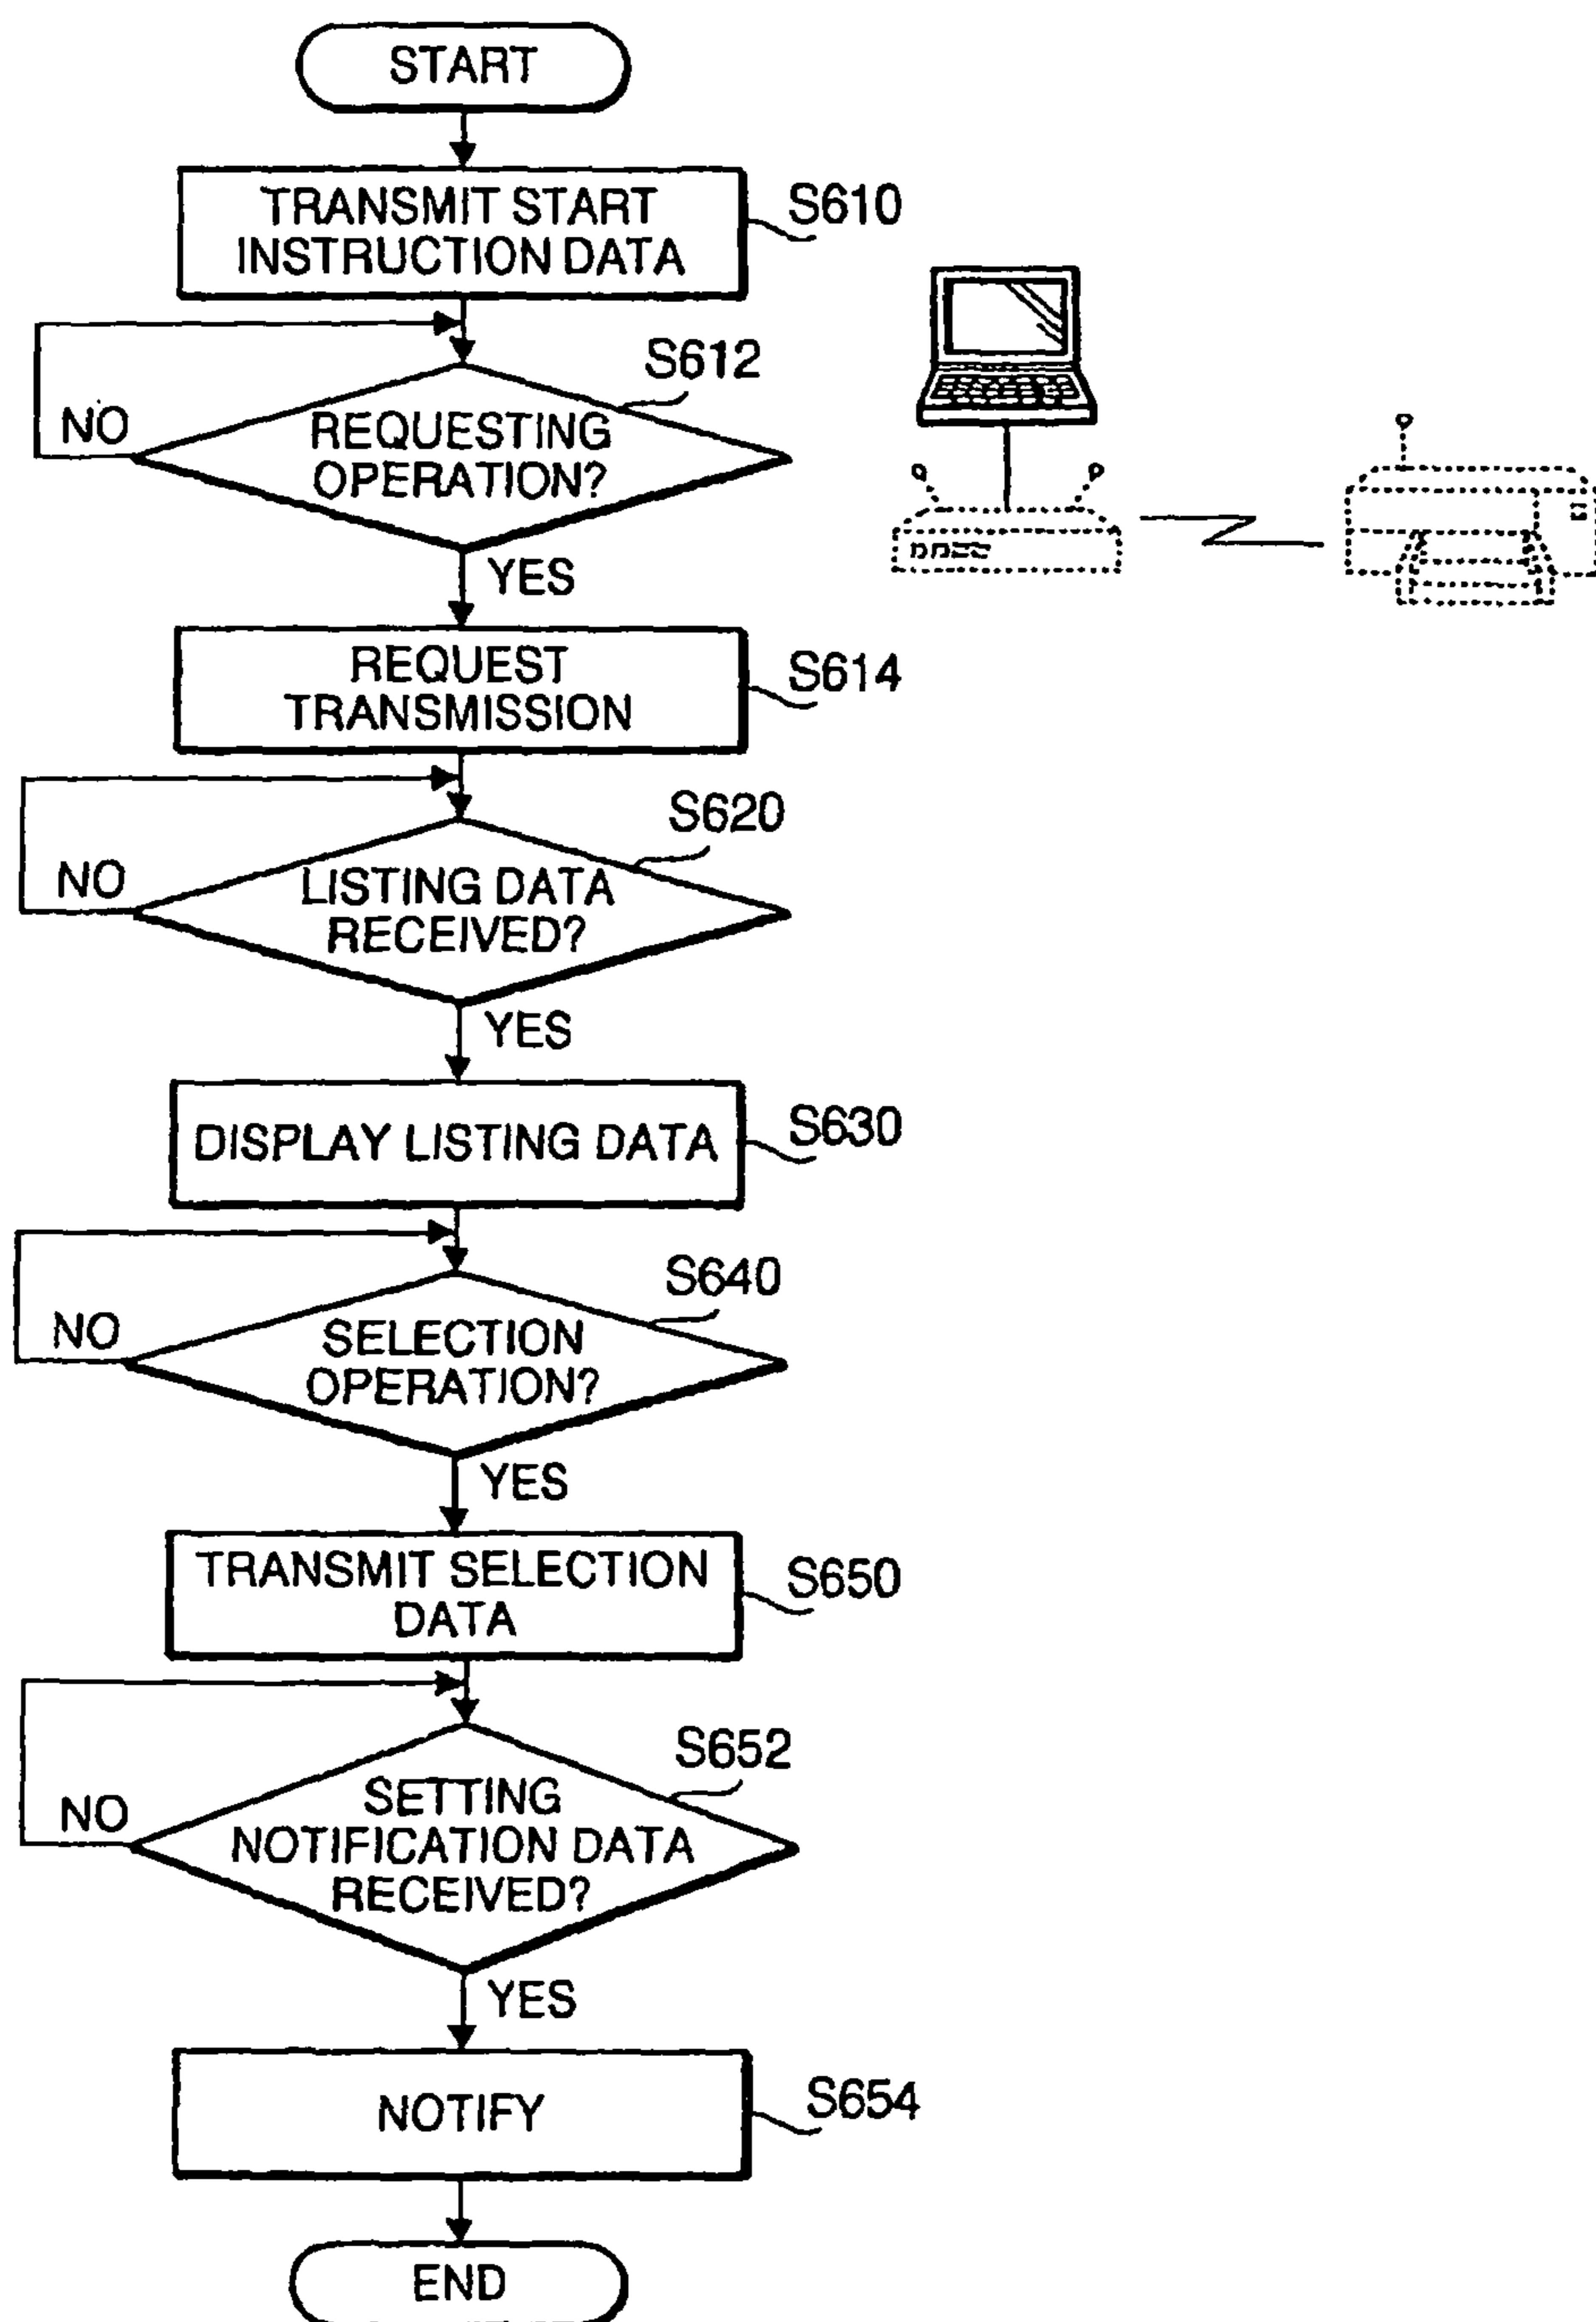 START
TRANSMIT START
INSTRUCTION DATA
S610
S612
NO
REQUESTING
OPERATION?
YES
REQUEST
TRANSMISSION
S614
S620
NO
LISTING DATA
RECEIVED?
YES
DISPLAY LISTING DATA
S630
S640
NO
SELECTION
OPERATION?
YES
TRANSMIT SELECTION
DATA
S650
S652
NO
SETTING
NOTIFICATION DATA
RECEIVED?
YES
NOTIFY
S654
END